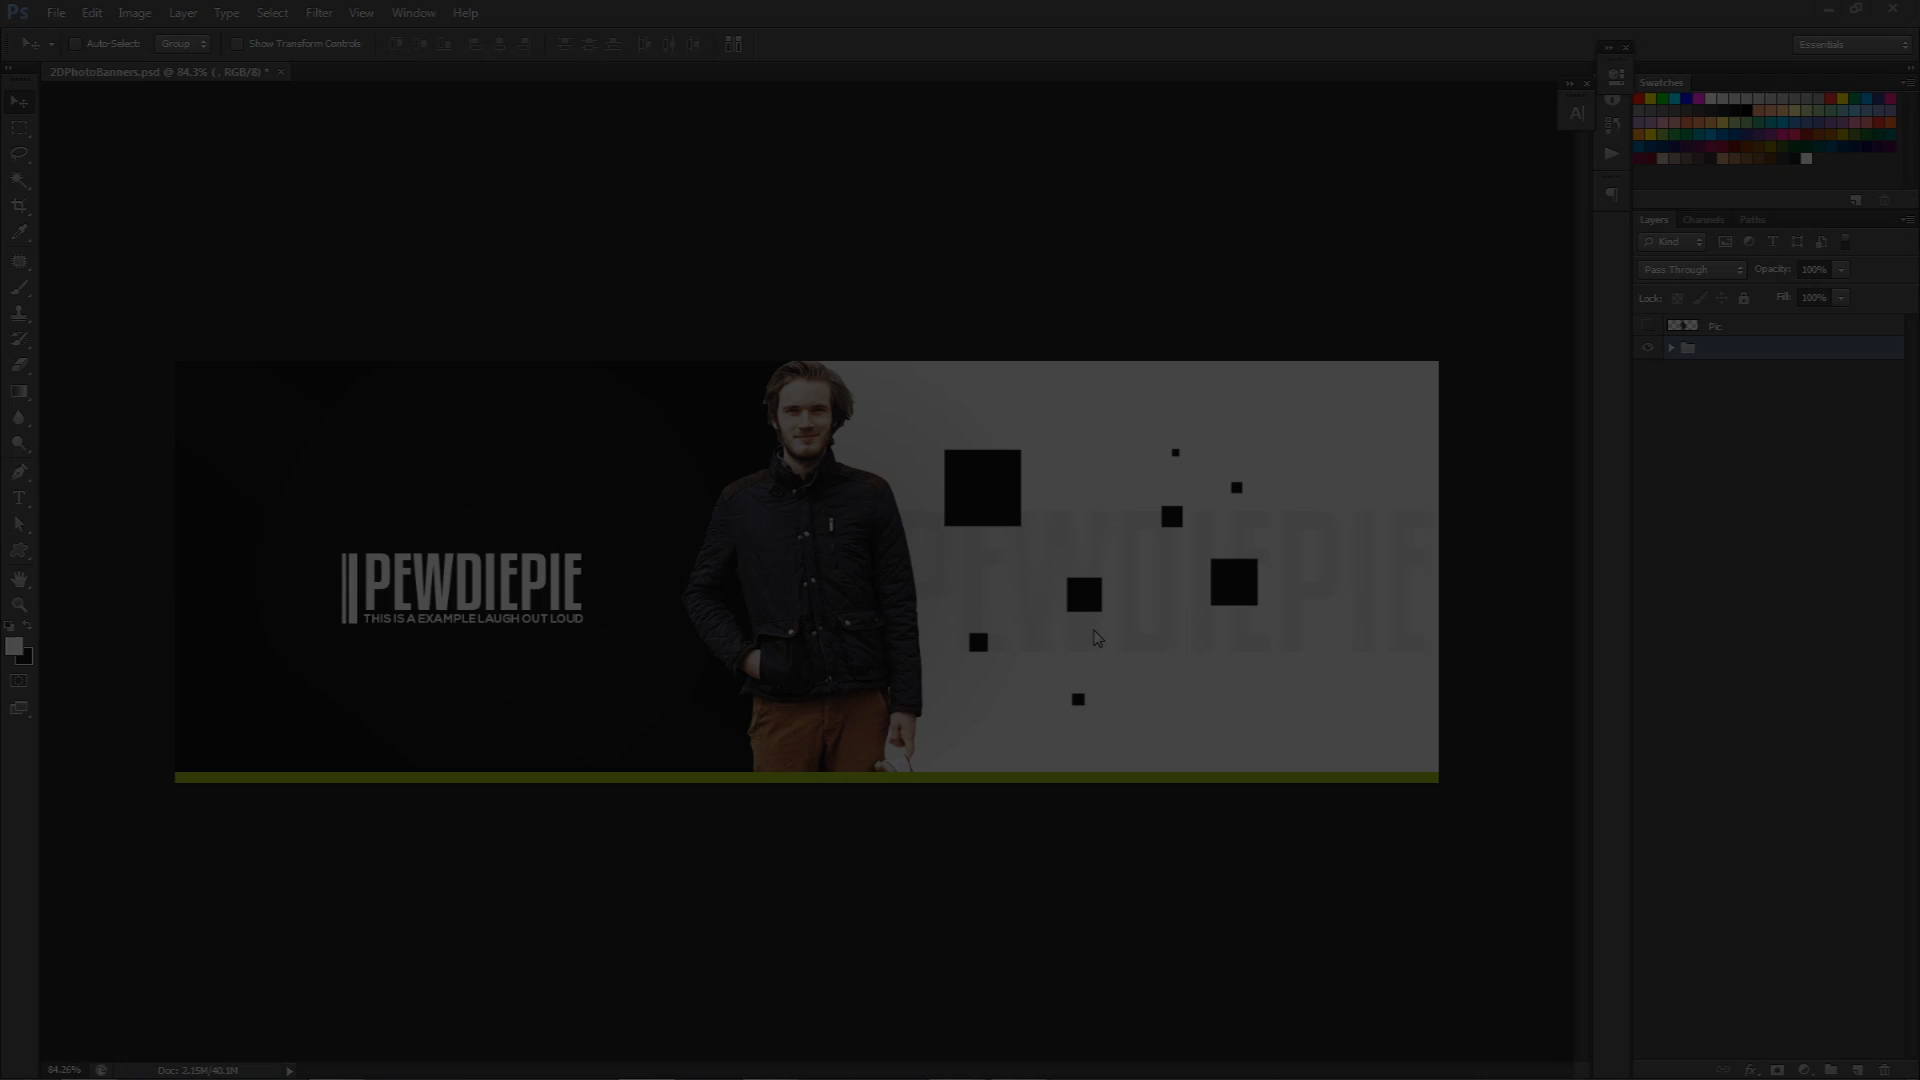 Ps File Edit Image Layer Type Select Filter View Window Help
Auto-Select: Group Show Transform Controls Essentials
2DPhotoBanners.psd @ 84.3% ( , RGB/8) *
Swatches
Layers Channels Paths
Kind
Pass Through Opacity: 100%
Lock: Fill: 100%
Pic
PEWDIEPIE
PEWDIEPIE
THIS IS A EXAMPLE LAUGH OUT LOUD
84.26% Doc: 2.15M/40.1M